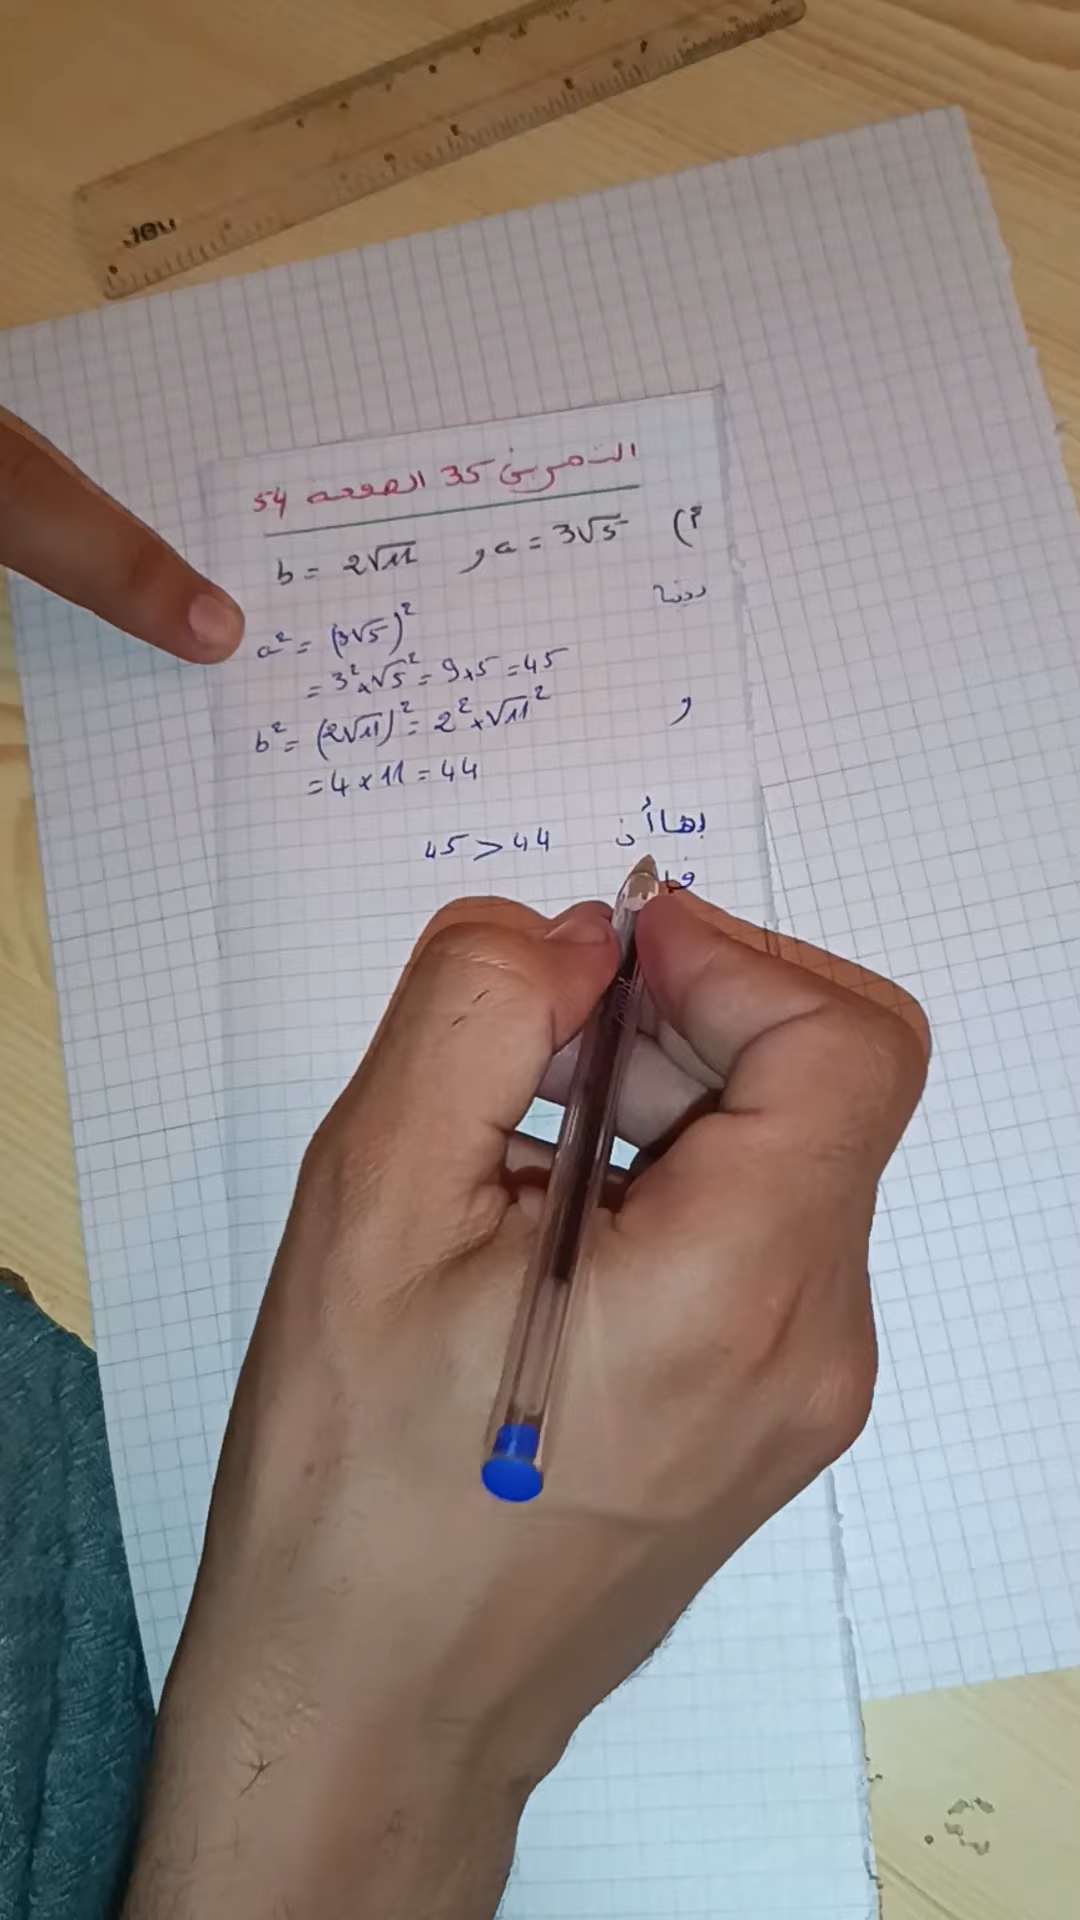 التمرين 35 الصفحة 54
أ) a = 3√5 و b = 2√11
لدينا
a² = (3√5)²
= 3² × √5² = 9 × 5 = 45
و b² = (2√11)² = 2² × √11²
= 4 × 11 = 44
بما أن 45 > 44